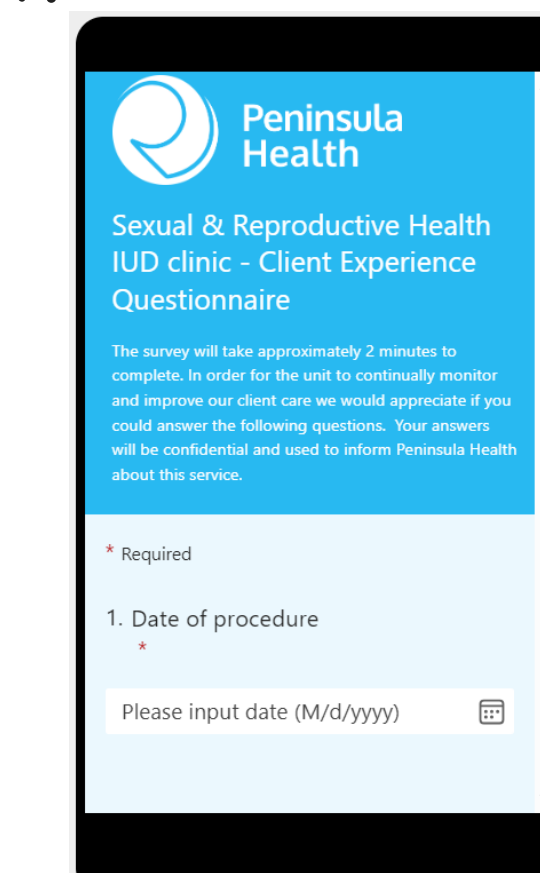 Peninsula
Health
Sexual & Reproductive Health
IUD clinic - Client Experience
Questionnaire
The survey will take approximately 2 minutes to
complete. In order for the unit to continually monitor
and improve our client care we would appreciate if you
could answer the following questions. Your answers
will be confidential and used to inform Peninsula Health
about this service.
* Required
1. Date of procedure
*
Please input date (M/d/yyyy)